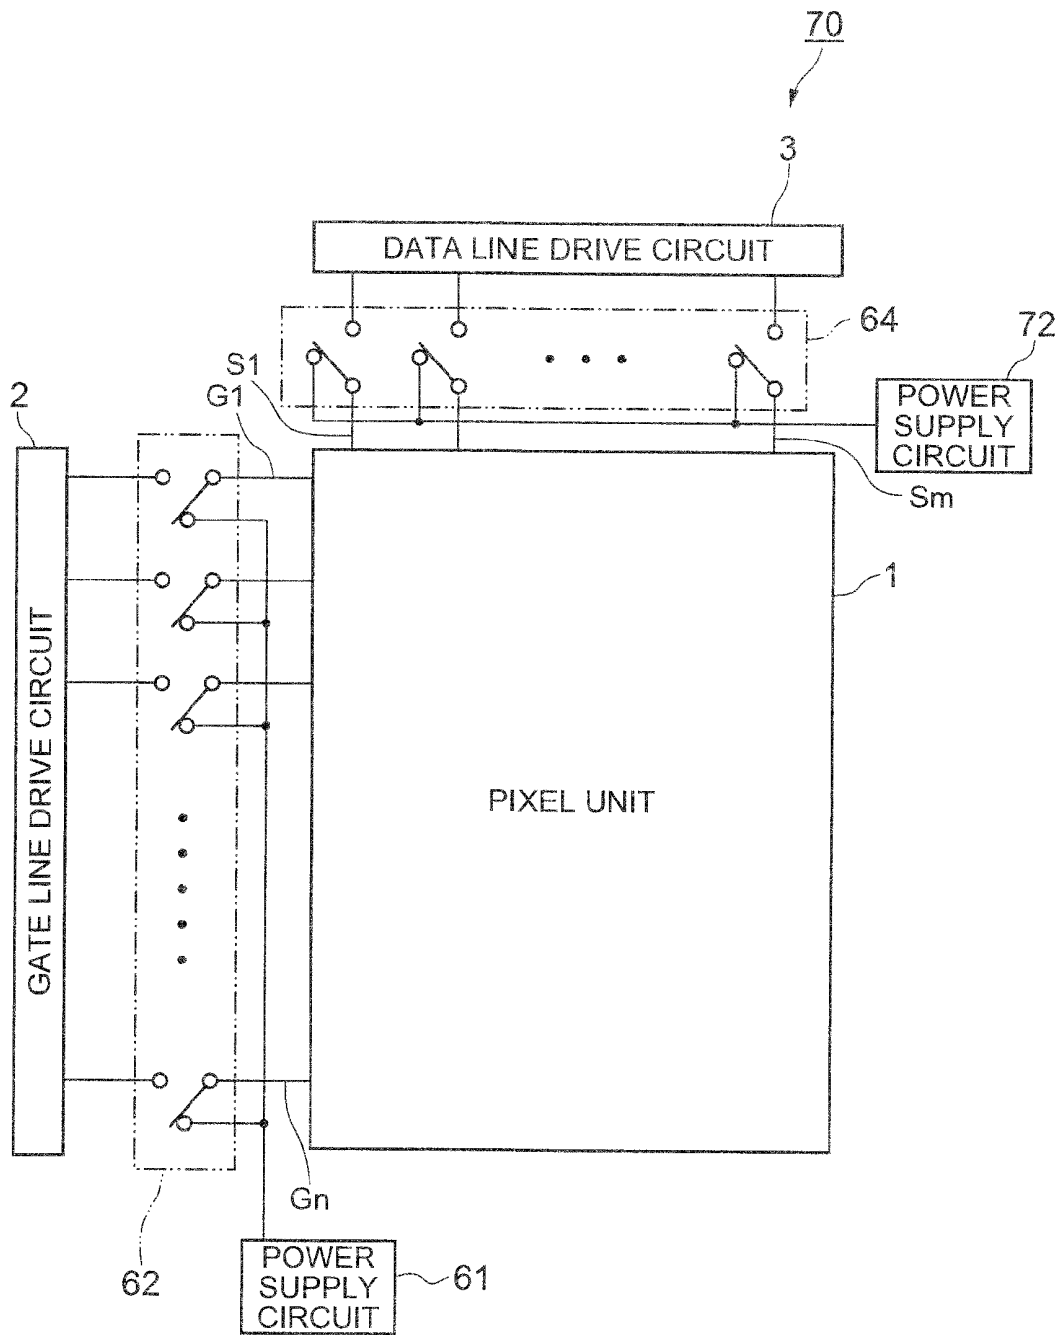 70
3
DATA LINE DRIVE CIRCUIT
64
72
S1
G1
2
POWER
SUPPLY
CIRCUIT
Sm
1
GATE LINE DRIVE CIRCUIT
PIXEL UNIT
Gn
62
POWER
SUPPLY
CIRCUIT
61